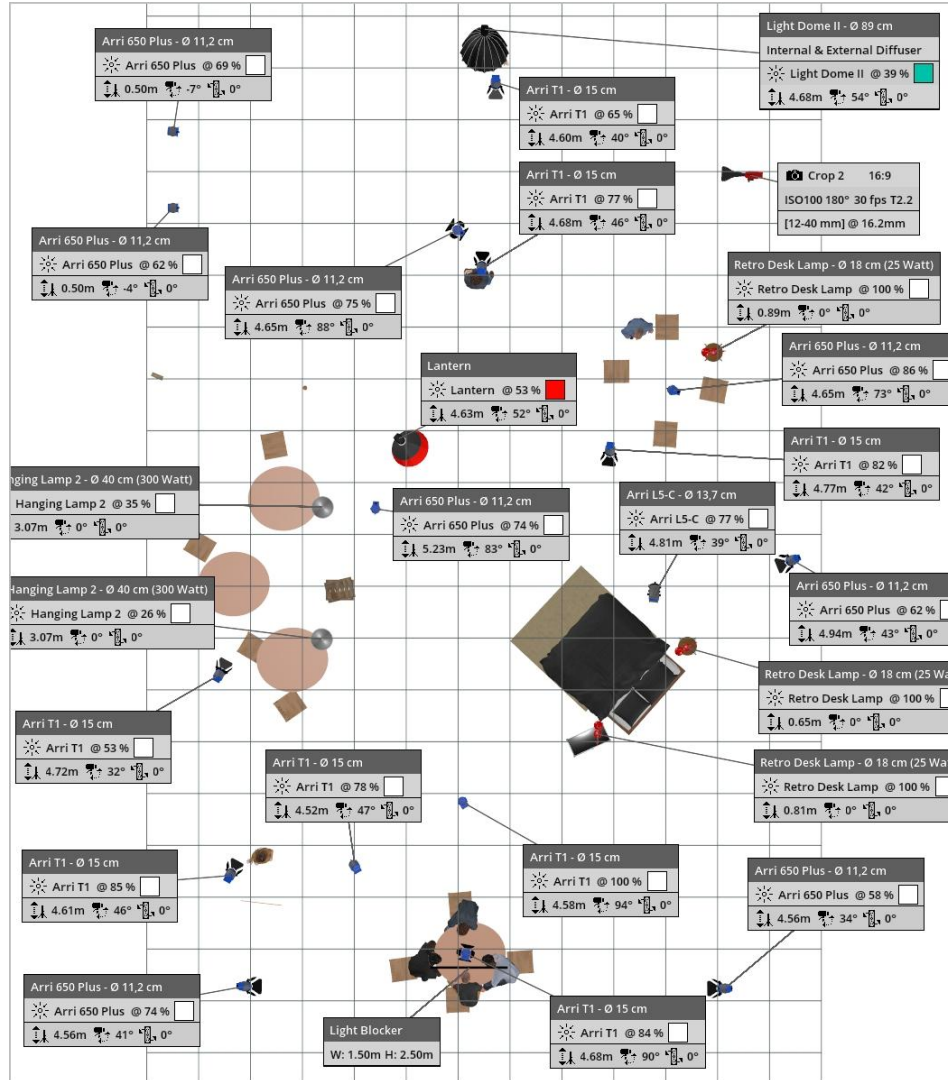 Arri 650 Plus - Ø 11,2 cm
Arri 650 Plus @ 69 %
0.50m -7° 0°
Light Dome II - Ø 89 cm
Internal & External Diffuser
Light Dome II @ 39 %
4.68m 54° 0°
Arri T1 - Ø 15 cm
Arri T1 @ 65 %
4.60m 40° 0°
Arri T1 - Ø 15 cm
Arri T1 @ 77 %
4.68m 46° 0°
Crop 2 16:9
ISO100 180° 30 fps T2.2
[12-40 mm] @ 16.2mm
Arri 650 Plus - Ø 11,2 cm
Arri 650 Plus @ 62 %
0.50m -4° 0°
Arri 650 Plus - Ø 11,2 cm
Arri 650 Plus @ 75 %
4.65m 88° 0°
Retro Desk Lamp - Ø 18 cm (25 Watt)
Retro Desk Lamp @ 100 %
0.89m 0° 0°
Arri 650 Plus - Ø 11,2 cm
Arri 650 Plus @ 86 %
4.65m 73° 0°
Lantern
Lantern @ 53 %
4.63m 52° 0°
Arri T1 - Ø 15 cm
Arri T1 @ 82 %
4.77m 42° 0°
nging Lamp 2 - Ø 40 cm (300 Watt)
Hanging Lamp 2 @ 35 %
3.07m 0° 0°
Arri 650 Plus - Ø 11,2 cm
Arri 650 Plus @ 74 %
5.23m 83° 0°
Arri L5-C - Ø 13,7 cm
Arri L5-C @ 77 %
4.81m 39° 0°
Hanging Lamp 2 - Ø 40 cm (300 Watt)
Hanging Lamp 2 @ 26 %
3.07m 0° 0°
Arri 650 Plus - Ø 11,2 cm
Arri 650 Plus @ 62 %
4.94m 43° 0°
Retro Desk Lamp - Ø 18 cm (25 Wa
Retro Desk Lamp @ 100 %
0.65m 0° 0°
Arri T1 - Ø 15 cm
Arri T1 @ 53 %
4.72m 32° 0°
Arri T1 - Ø 15 cm
Arri T1 @ 78 %
4.52m 47° 0°
Retro Desk Lamp - Ø 18 cm (25 Wa
Retro Desk Lamp @ 100 %
0.81m 0° 0°
Arri T1 - Ø 15 cm
Arri T1 @ 85 %
4.61m 46° 0°
Arri T1 - Ø 15 cm
Arri T1 @ 100 %
4.58m 94° 0°
Arri 650 Plus - Ø 11,2 cm
Arri 650 Plus @ 58 %
4.56m 34° 0°
Arri 650 Plus - Ø 11,2 cm
Arri 650 Plus @ 74 %
4.56m 41° 0°
Light Blocker
W: 1.50m H: 2.50m
Arri T1 - Ø 15 cm
Arri T1 @ 84 %
4.68m 90° 0°